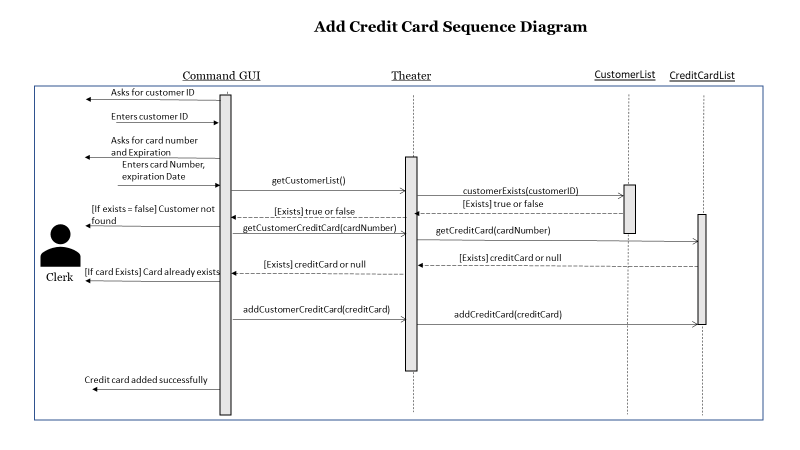 Add Credit Card Sequence Diagram
Command GUI
Theater
CustomerList
CreditCardList
Asks for customer ID
Enters customer ID
Asks for card number
and Expiration
Enters card Number,
expiration Date
getCustomerList()
customerExists(customerID)
[Exists] true or false
[Exists] true or false
[If exists = false] Customer not
found
getCustomerCreditCard(cardNumber)
getCreditCard(cardNumber)
[Exists] creditCard or null
[Exists] creditCard or null
Clerk
[If card Exists] Card already exists
addCustomerCreditCard(creditCard)
addCreditCard(creditCard)
Credit card added successfully